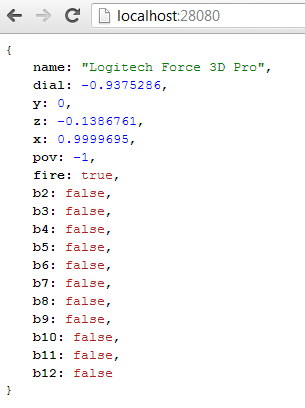 localhost:28080
{
name: "Logitech Force 3D Pro",
dial: -0.9375286,
y: 0,
z: -0.1386761,
x: 0.9999695,
pov: -1,
fire: true,
b2: false,
b3: false,
b4: false,
b5: false,
b6: false,
b7: false,
b8: false,
b9: false,
b10: false,
b11: false,
b12: false
}